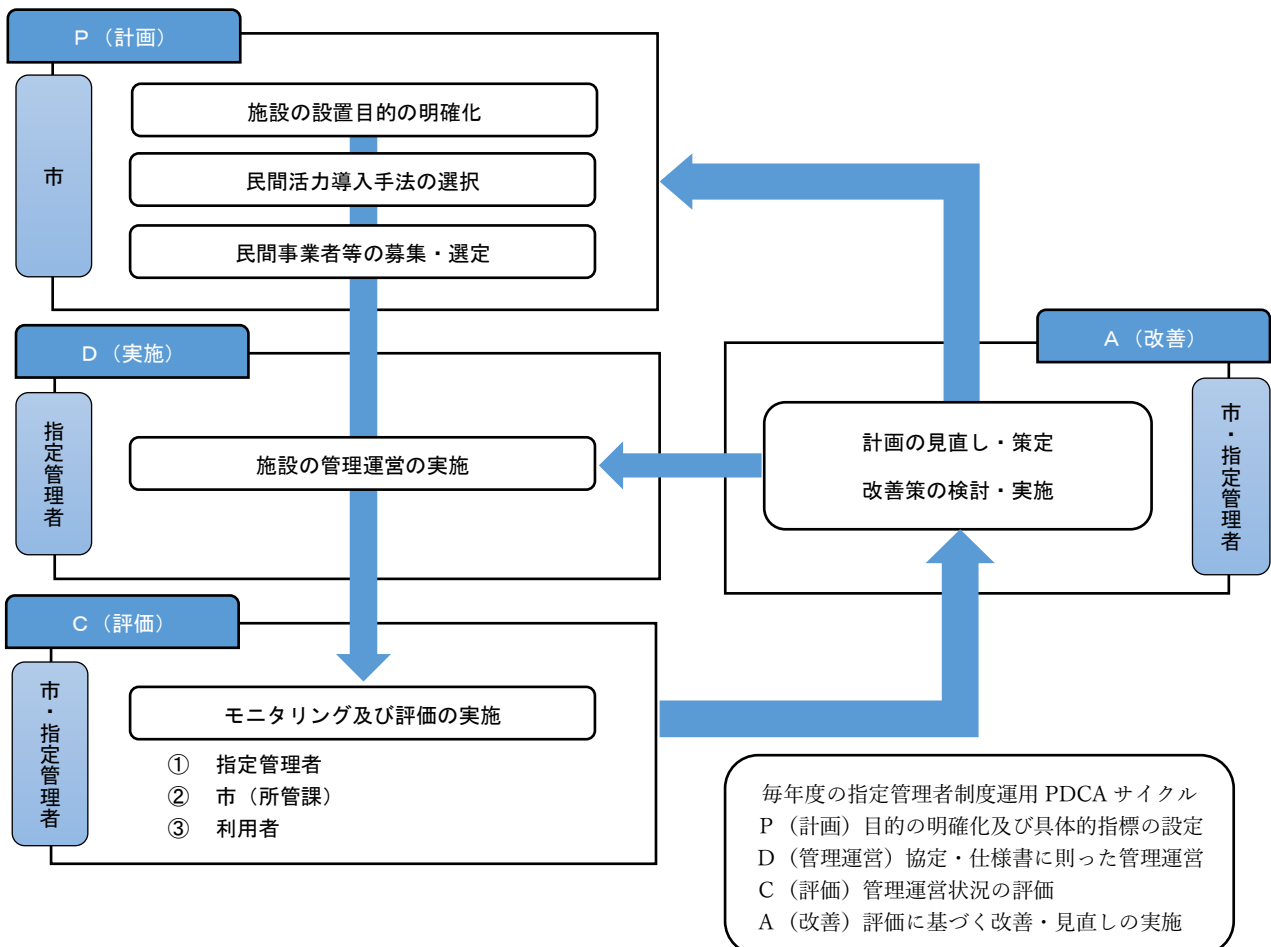 P（計画）
市
施設の設置目的の明確化
民間活力導入手法の選択
民間事業者等の募集・選定
D（実施）
指定管理者
施設の管理運営の実施
A（改善）
市・指定管理者
計画の見直し・策定
改善策の検討・実施
C（評価）
市・指定管理者
モニタリング及び評価の実施
① 指定管理者
② 市（所管課）
③ 利用者
毎年度の指定管理者制度運用 PDCA サイクル
P（計画）目的の明確化及び具体的指標の設定
D（管理運営）協定・仕様書に則った管理運営
C（評価）管理運営状況の評価
A（改善）評価に基づく改善・見直しの実施